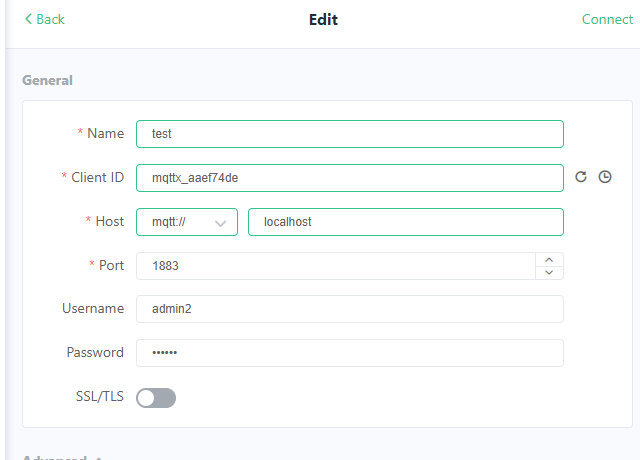 Back Edit Connect
General
* Name test
* Client ID mqttx_aaef74de
* Host mqtt:// localhost
* Port 1883
Username admin2
Password ••••••
SSL/TLS
Advanced